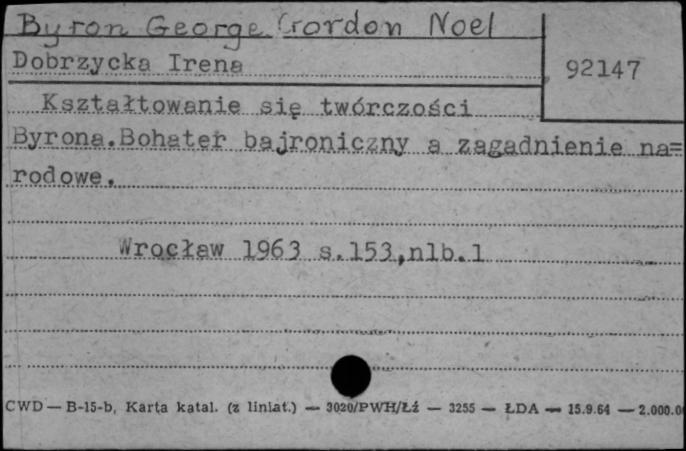 Byron George Gordon Noel
Dobrzycka Irena
92147
Kształtowanie się twórczości
Byrona.Bohater bajroniczny a zagadnienie na=
rodowe.
Wrocław 1963 s.153,nlb.1
CWD — B-15-b, Karta katal. (z liniat.) — 3020/PWH/Łź — 3255 — ŁDA — 15.9.64 — 2.000.0